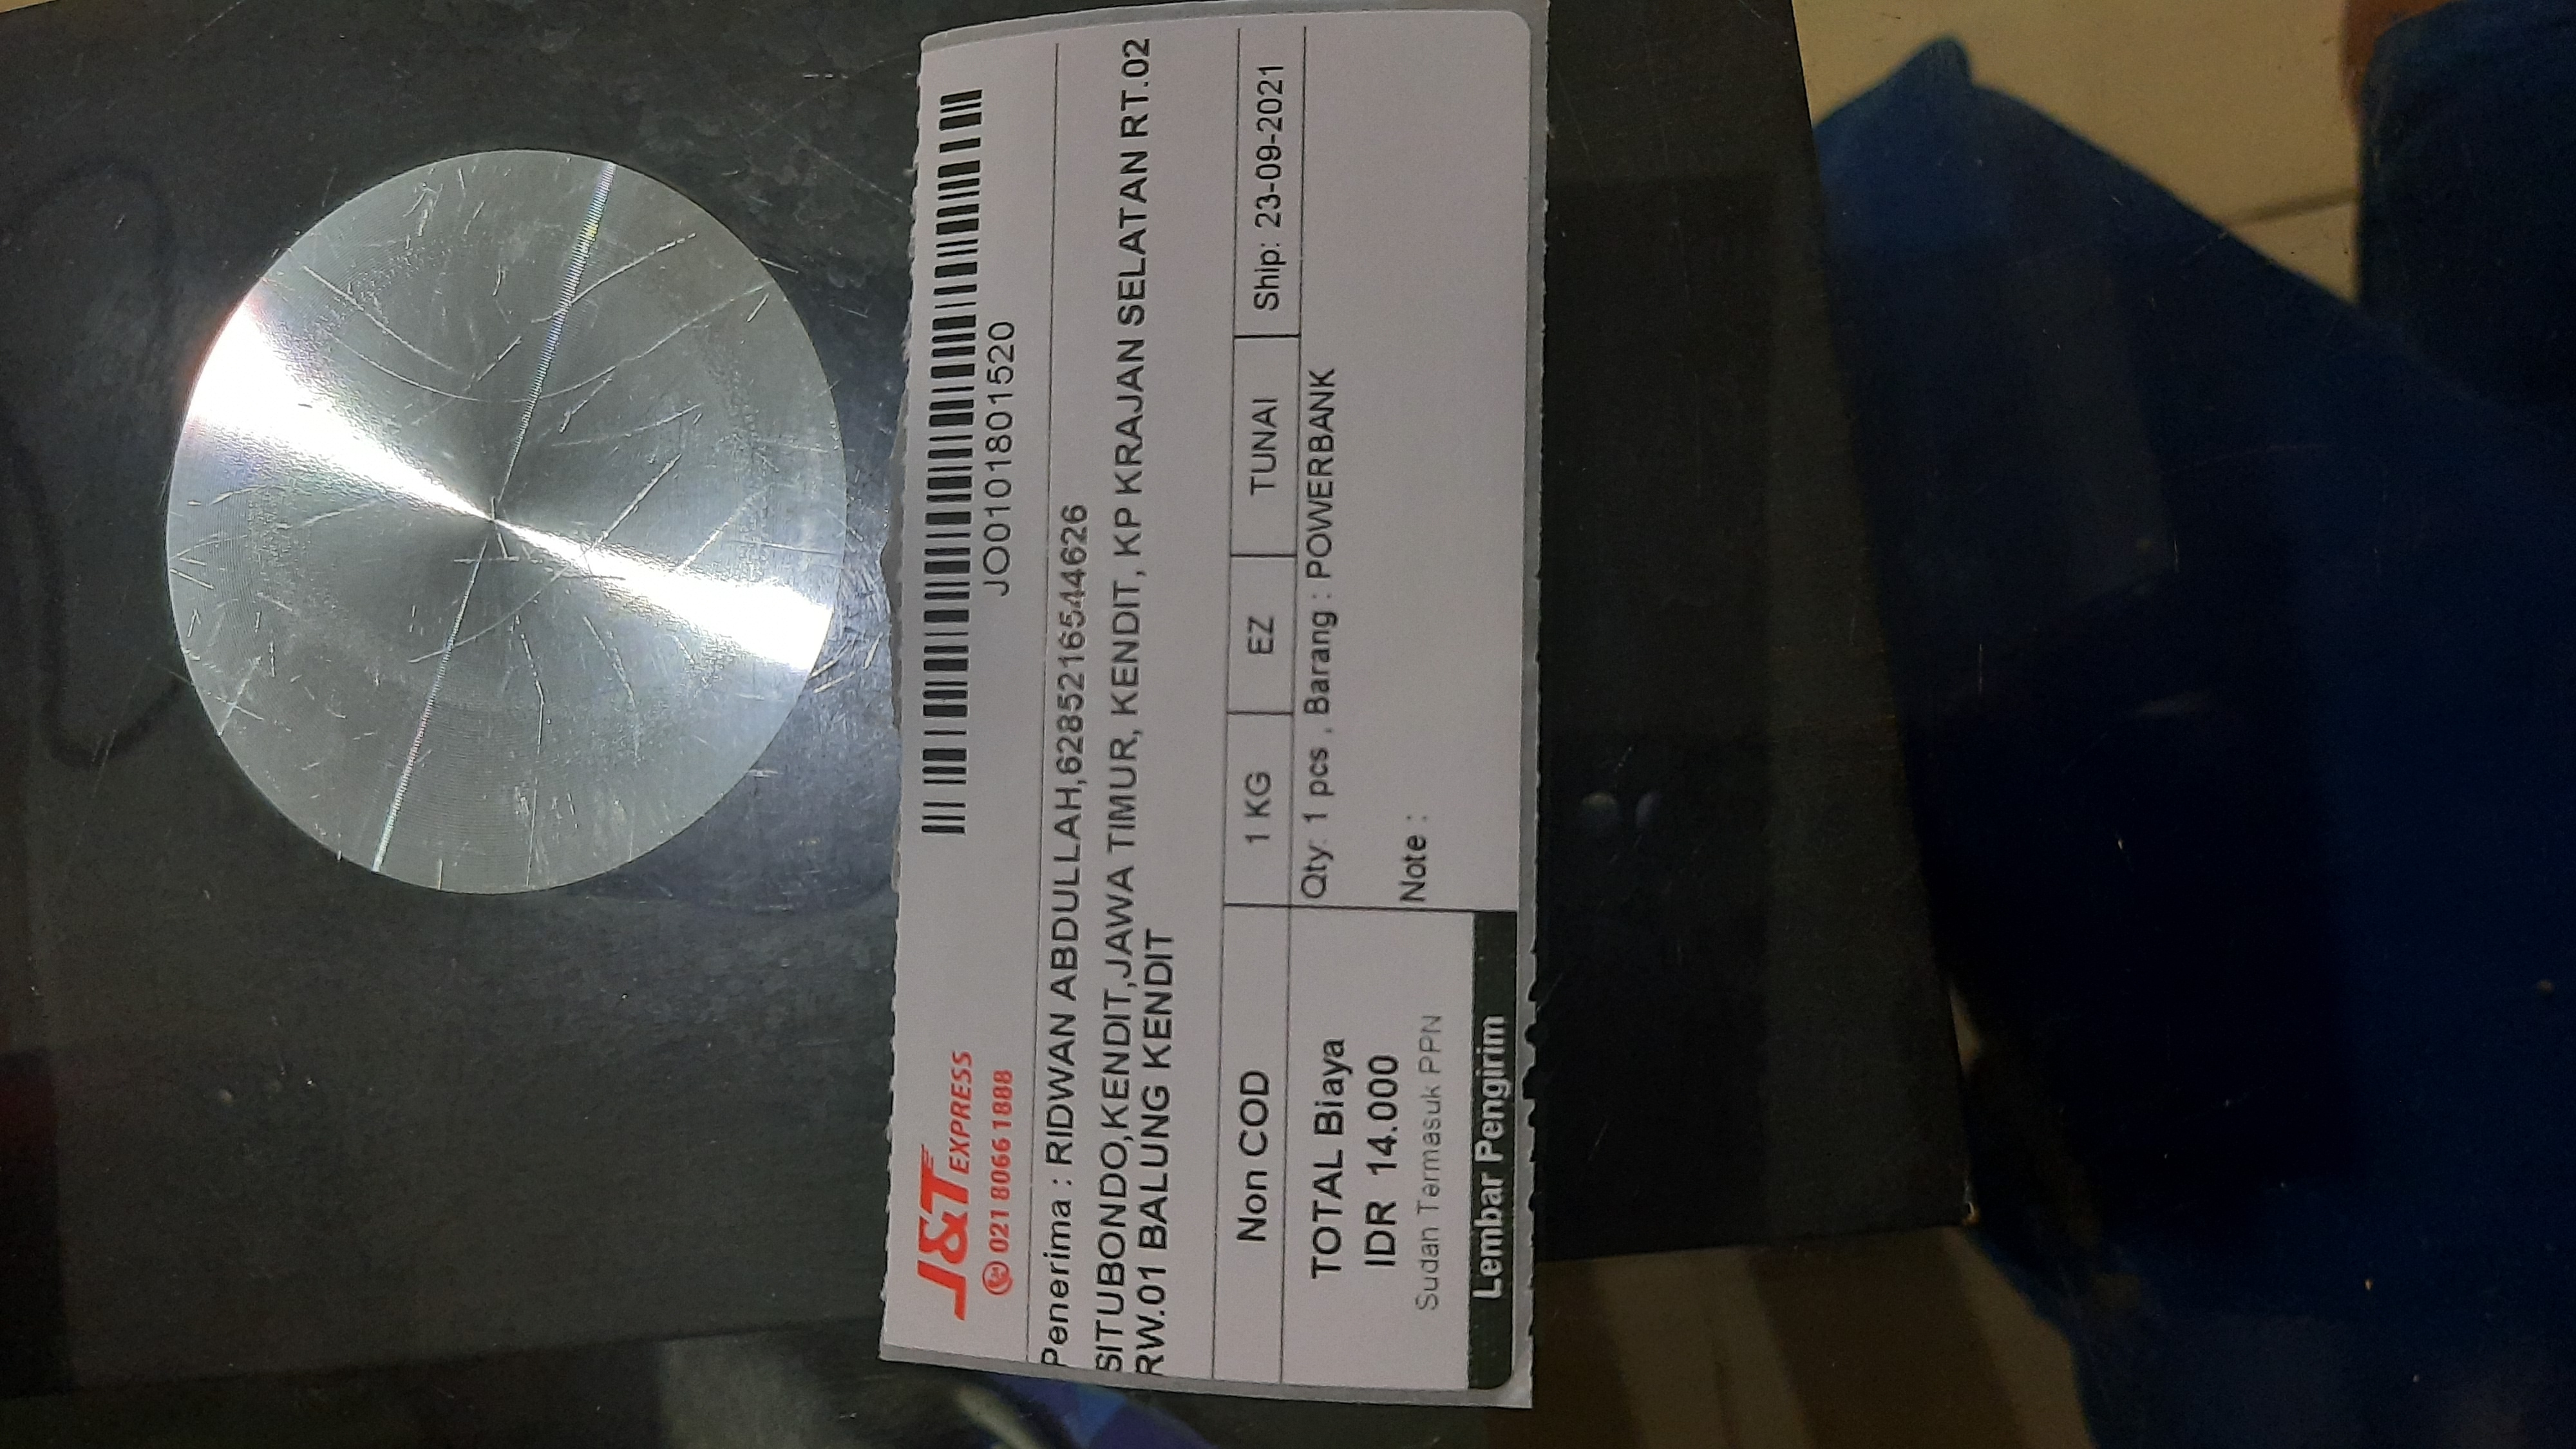 J&T EXPRESS
021 8066 1888
JO0101801520
Penerima : RIDWAN ABDULLAH,6285216544626
SITUBONDO,KENDIT,JAWA TIMUR, KENDIT, KP KRAJAN SELATAN RT.02
RW.01 BALUNG KENDIT
Non COD
1 KG
EZ
TUNAI
Ship: 23-09-2021
TOTAL Biaya
IDR 14.000
Sudah Termasuk PPN
Lembar Pengirim
Qty: 1 pcs , Barang : POWERBANK
Note :